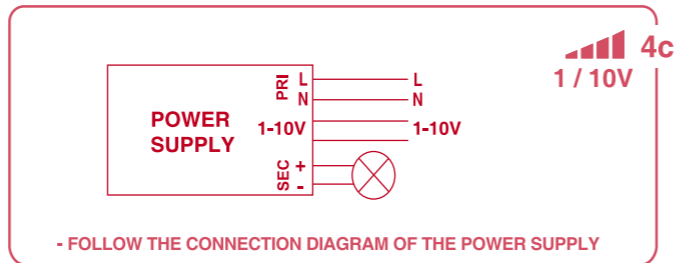 4c
1 / 10V
PRI L L
N N
POWER
SUPPLY
1-10V 1-10V
SEC +
-
- FOLLOW THE CONNECTION DIAGRAM OF THE POWER SUPPLY